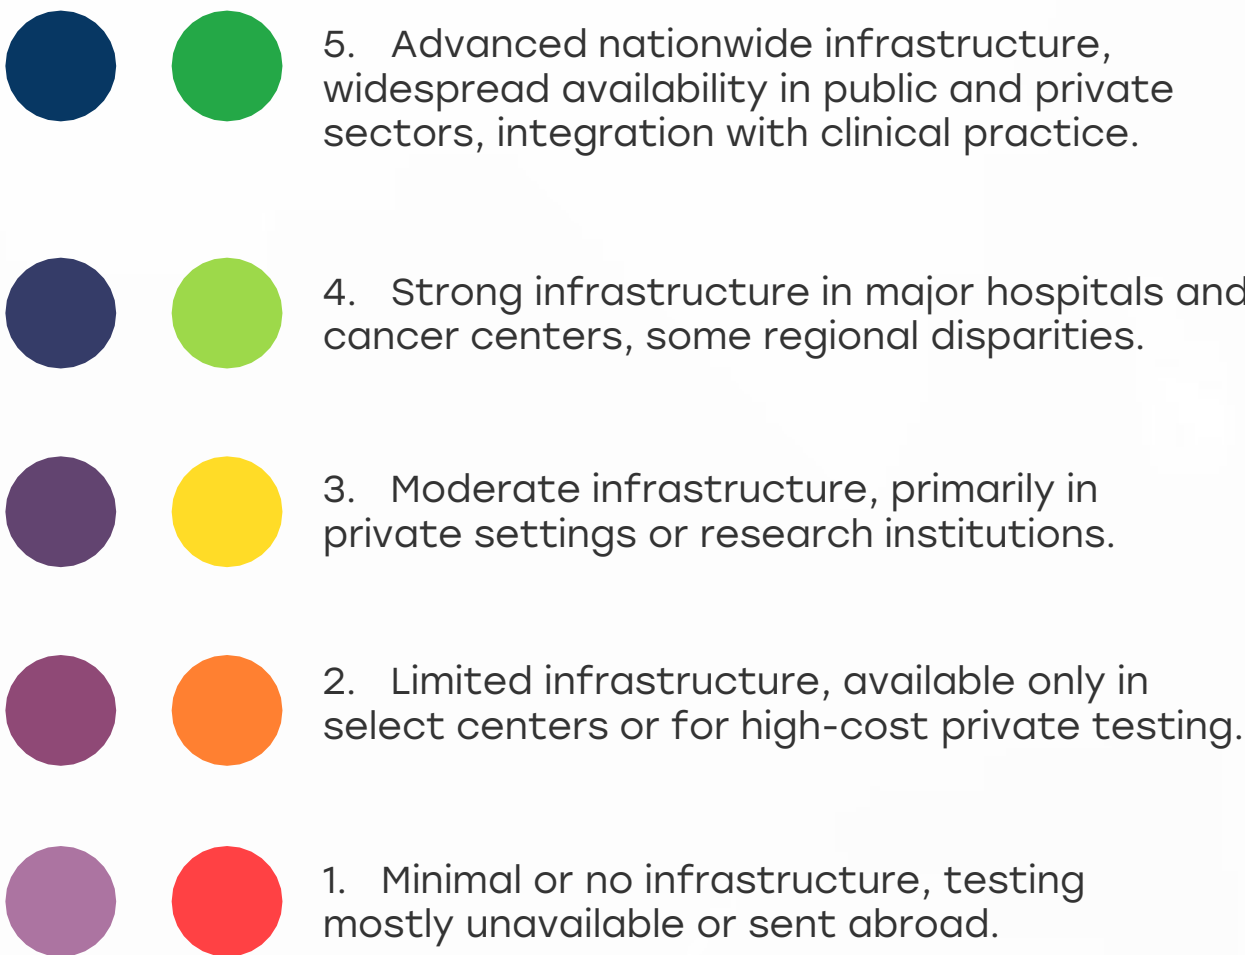 5. Advanced nationwide infrastructure,
widespread availability in public and private
sectors, integration with clinical practice.
4. Strong infrastructure in major hospitals and
cancer centers, some regional disparities.
3. Moderate infrastructure, primarily in
private settings or research institutions.
2. Limited infrastructure, available only in
select centers or for high-cost private testing.
1. Minimal or no infrastructure, testing
mostly unavailable or sent abroad.